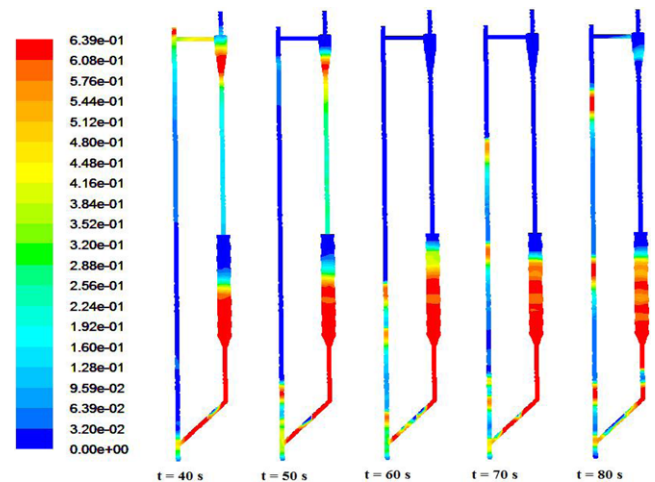 6.39e-01
6.08e-01
5.76e-01
5.44e-01
5.12e-01
4.80e-01
4.48e-01
4.16e-01
3.84e-01
3.52e-01
3.20e-01
2.88e-01
2.56e-01
2.24e-01
1.92e-01
1.60e-01
1.28e-01
9.59e-02
6.39e-02
3.20e-02
0.00e+00
t = 40 s
t = 50 s
t = 60 s
t = 70 s
t = 80 s